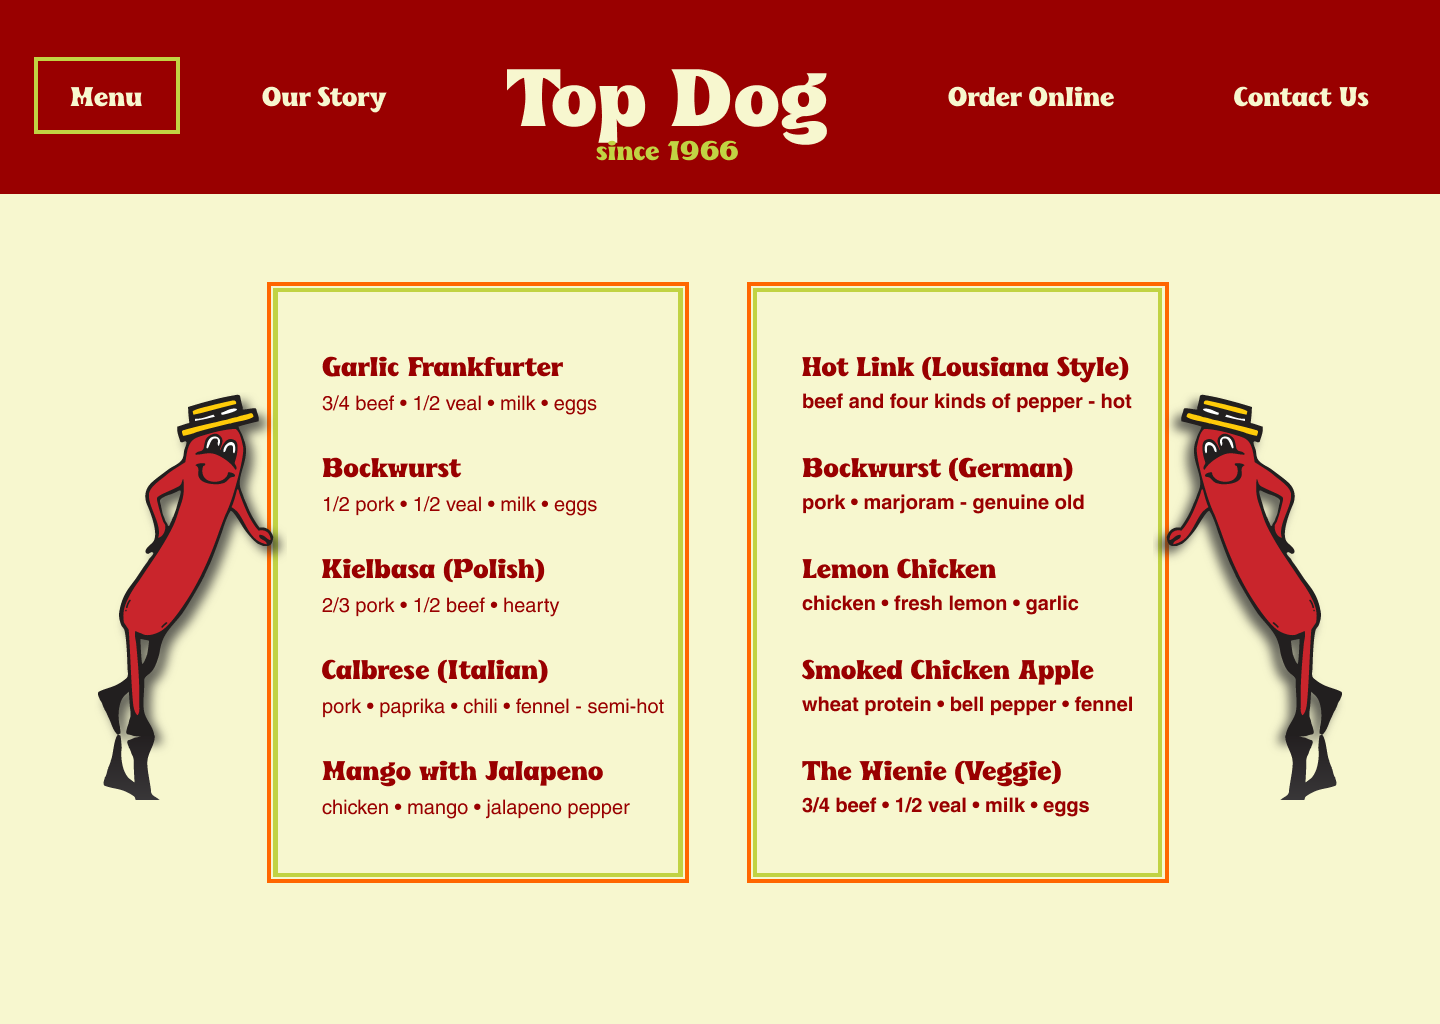 Menu
Our Story
Top Dog
since 1966
Order Online
Contact Us
Garlic Frankfurter
3/4 beef • 1/2 veal • milk • eggs
Bockwurst
1/2 pork • 1/2 veal • milk • eggs
Kielbasa (Polish)
2/3 pork • 1/2 beef • hearty
Calbrese (Italian)
pork • paprika • chili • fennel - semi-hot
Mango with Jalapeno
chicken • mango • jalapeno pepper
Hot Link (Lousiana Style)
beef and four kinds of pepper - hot
Bockwurst (German)
pork • marjoram - genuine old
Lemon Chicken
chicken • fresh lemon • garlic
Smoked Chicken Apple
wheat protein • bell pepper • fennel
The Wienie (Veggie)
3/4 beef • 1/2 veal • milk • eggs